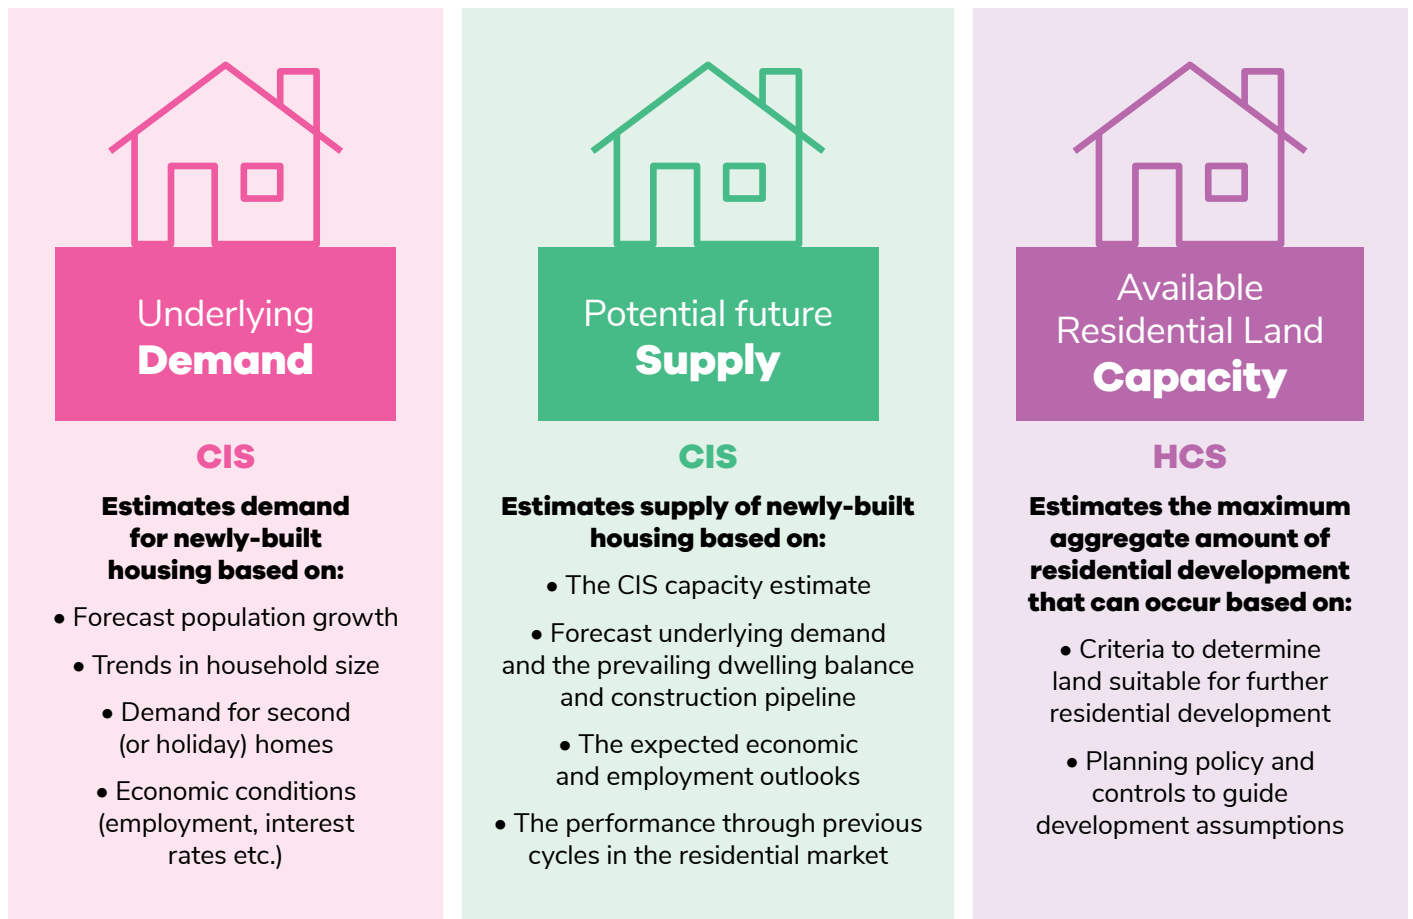 Underlying
Demand
CIS
Estimates demand
for newly-built
housing based on:
• Forecast population growth
• Trends in household size
• Demand for second
(or holiday) homes
• Economic conditions
(employment, interest
rates etc.)
Potential future
Supply
CIS
Estimates supply of newly-built
housing based on:
• The CIS capacity estimate
• Forecast underlying demand
and the prevailing dwelling balance
and construction pipeline
• The expected economic
and employment outlooks
• The performance through previous
cycles in the residential market
Available
Residential Land
Capacity
HCS
Estimates the maximum
aggregate amount of
residential development
that can occur based on:
• Criteria to determine
land suitable for further
residential development
• Planning policy and
controls to guide
development assumptions